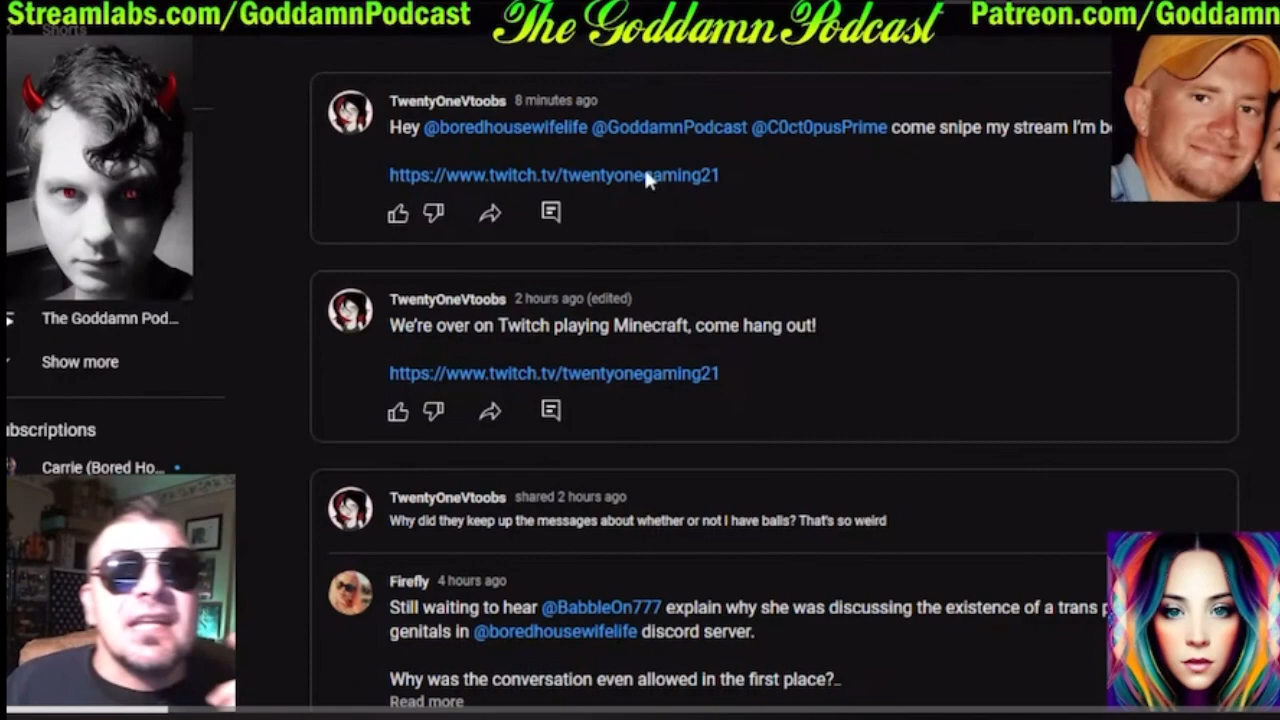 Streamlabs.com/GoddamnPodcast
The Goddamn Podcast
Patreon.com/Goddamn
Shorts
TwentyOneVtoobs 8 minutes ago
Hey @boredhousewifelife @GoddamnPodcast @C0ct0pusPrime come snipe my stream I'm
https://www.twitch.tv/twentyonegaming21
TwentyOneVtoobs 2 hours ago (edited)
We're over on Twitch playing Minecraft, come hang out!
https://www.twitch.tv/twentyonegaming21
The Goddamn Pod...
Show more
ubscriptions
Carrie (Bored Ho...
TwentyOneVtoobs shared 2 hours ago
Why did they keep up the messages about whether or not I have balls? That's so weird
Firefly 4 hours ago
Still waiting to hear @BabbleOn777 explain why she was discussing the existence of a trans p
genitals in @boredhousewifelife discord server.
Why was the conversation even allowed in the first place?..
Read more